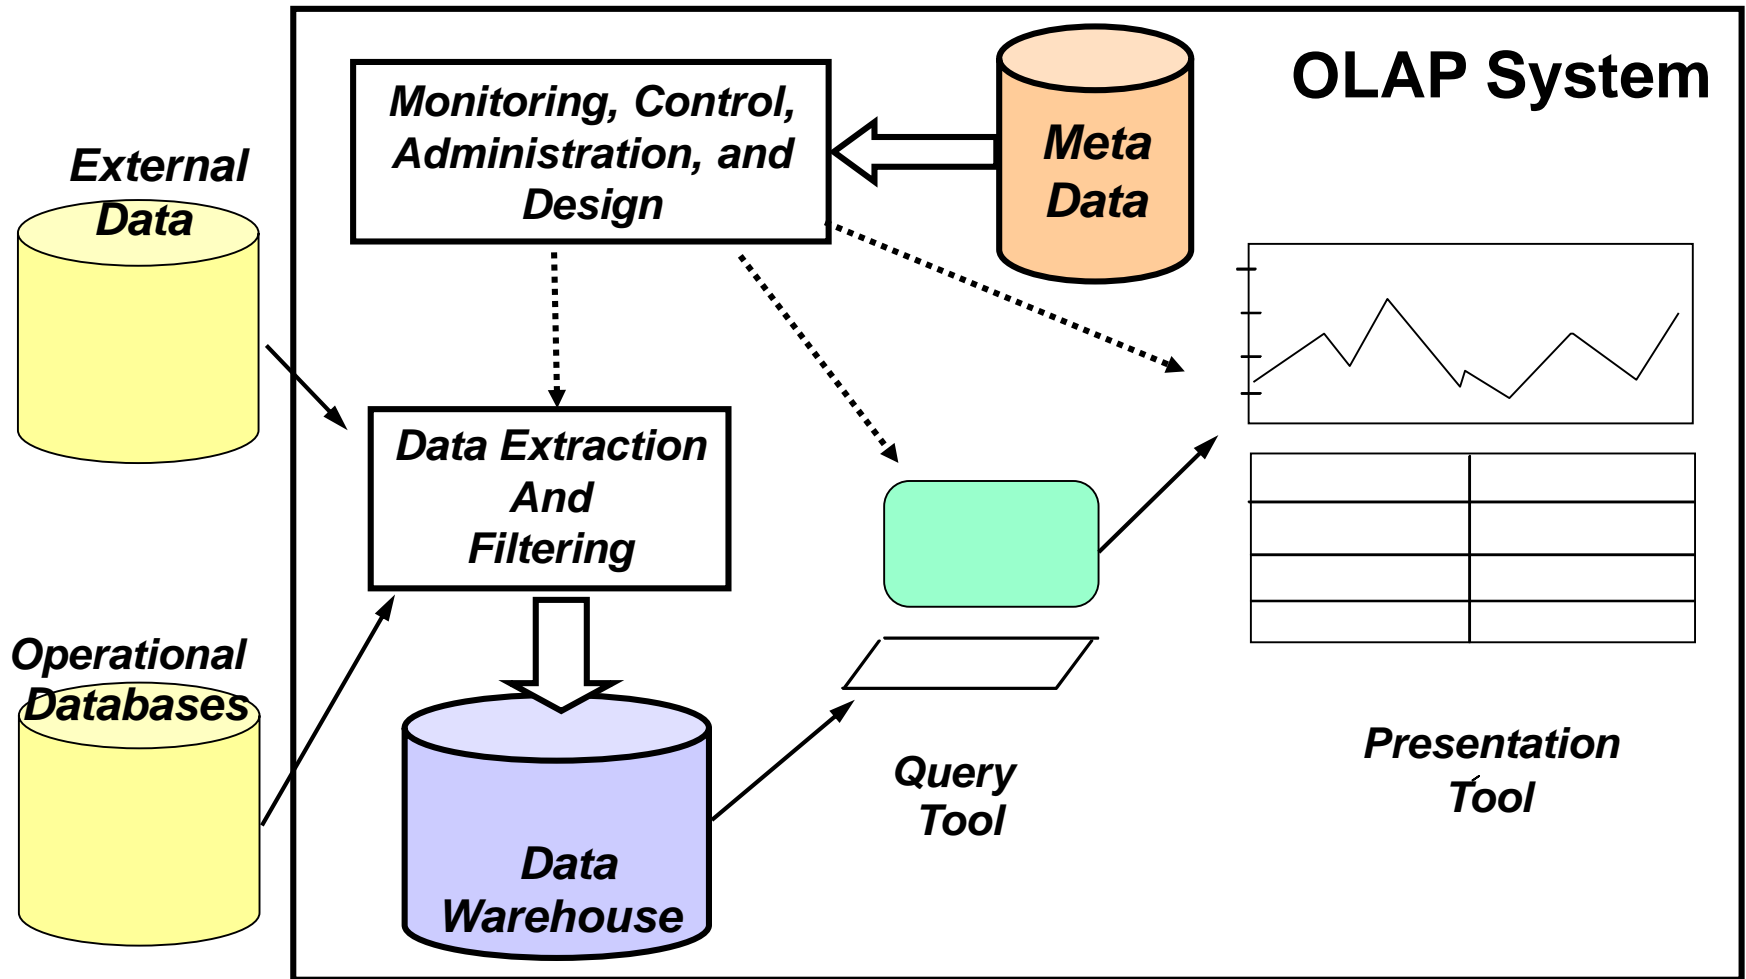 OLAP System
Monitoring, Control,
Administration, and
Design
Meta
Data
External
Data
Data Extraction
And
Filtering
Operational
Databases
Data
Warehouse
Query
Tool
Presentation
Tool